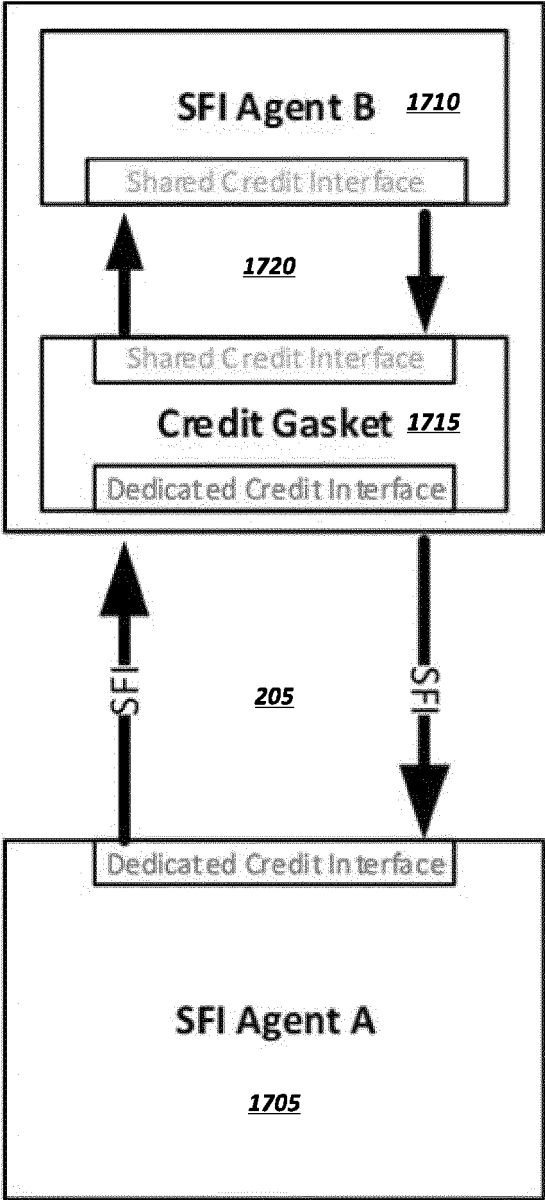 SFI Agent B 1710
Shared Credit Interface
1720
Shared Credit Interface
Credit Gasket 1715
Dedicated Credit Interface
SFI
205
SFI
Dedicated Credit Interface
SFI Agent A
1705